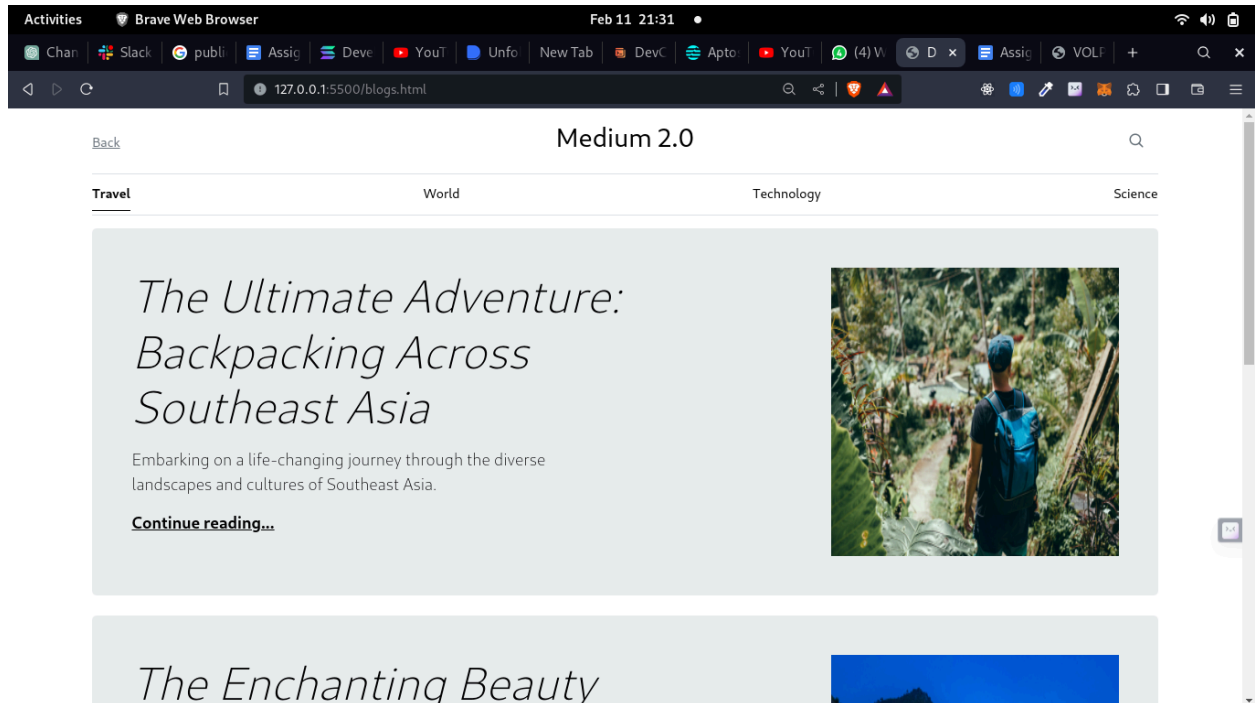 Activities Brave Web Browser Feb 11 21:31
Chan Slack publi Assig Deve YouT Unfo New Tab DevC Apto: YouT (4) W D × Assig VOLP + ×
127.0.0.1:5500/blogs.html
Back Medium 2.0
Travel World Technology Science
The Ultimate Adventure:
Backpacking Across
Southeast Asia
Embarking on a life-changing journey through the diverse
landscapes and cultures of Southeast Asia.
Continue reading...
The Enchanting Beauty